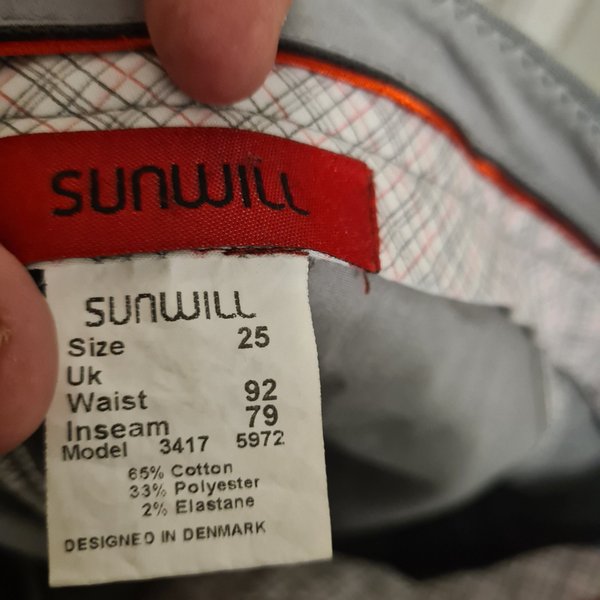 SUNWILL
SUNWILL
Size 25
Uk
Waist 92
Inseam 79
Model 3417 5972
65% Cotton
33% Polyester
2% Elastane
DESIGNED IN DENMARK